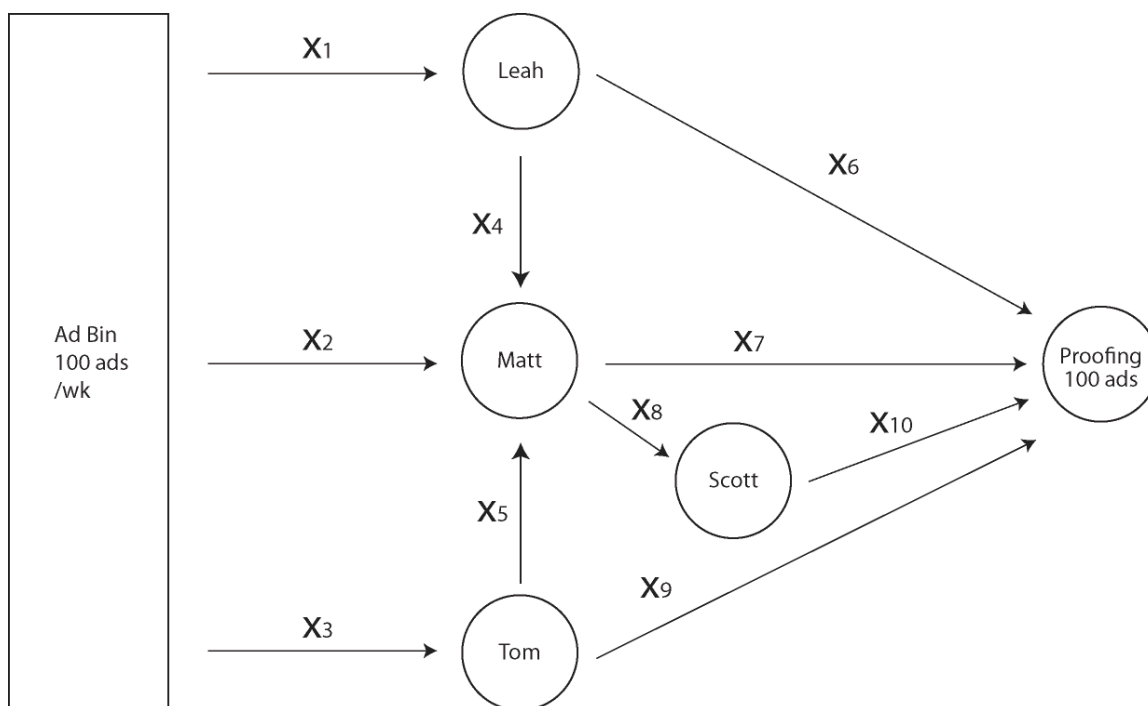 X1
Leah
X6
X4
Ad Bin
100 ads
/wk
X2
Matt
X7
Proofing
100 ads
X8
X10
Scott
X5
X9
X3
Tom